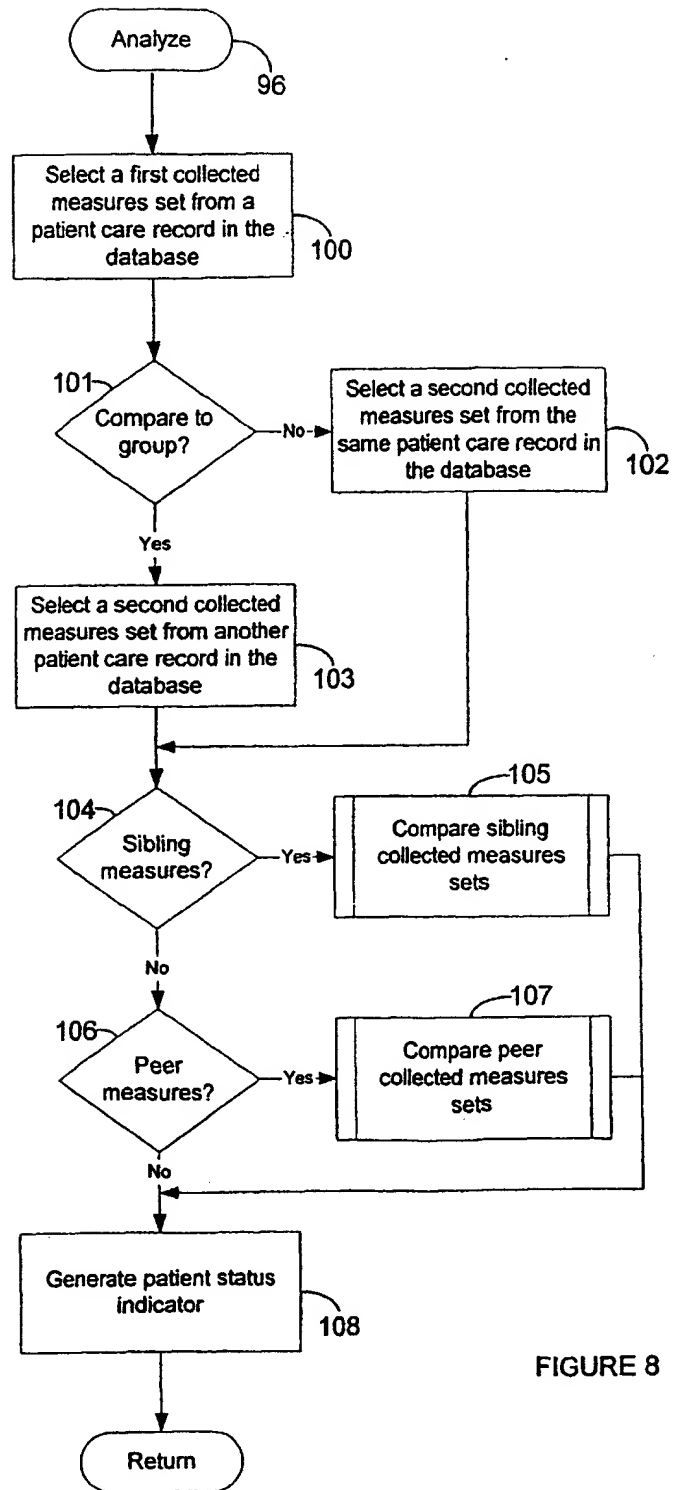 Analyze
96
Select a first collected
measures set from a
patient care record in the
database
100
101
Compare to
group?
No
Select a second collected
measures set from the
same patient care record in
the database
102
Yes
Select a second collected
measures set from another
patient care record in the
database
103
104
Sibling
measures?
Yes
105
Compare sibling
collected measures
sets
No
106
Peer
measures?
Yes
107
Compare peer
collected measures
sets
No
Generate patient status
indicator
108
FIGURE 8
Return